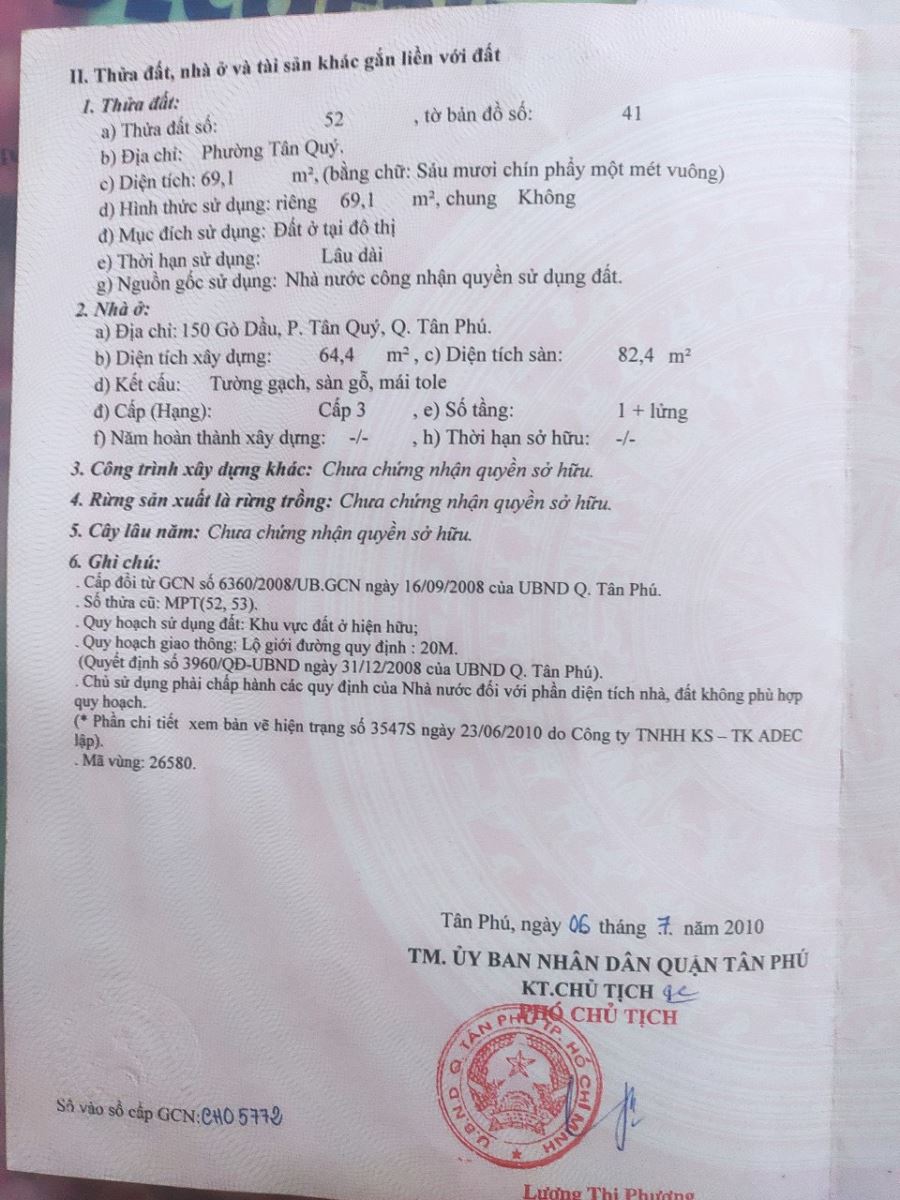 II. Thửa đất, nhà ở và tài sản khác gắn liền với đất
1. Thửa đất:
a) Thửa đất số: 52 , tờ bản đồ số: 41
b) Địa chỉ: Phường Tân Quý.
c) Diện tích: 69,1 m², (bằng chữ: Sáu mươi chín phẩy một mét vuông)
d) Hình thức sử dụng: riêng 69,1 m², chung Không
đ) Mục đích sử dụng: Đất ở tại đô thị
e) Thời hạn sử dụng: Lâu dài
g) Nguồn gốc sử dụng: Nhà nước công nhận quyền sử dụng đất.
2. Nhà ở:
a) Địa chỉ: 150 Gò Dầu, P. Tân Quý, Q. Tân Phú.
b) Diện tích xây dựng: 64,4 m² , c) Diện tích sàn: 82,4 m²
d) Kết cấu: Tường gạch, sàn gỗ, mái tole
đ) Cấp (Hạng): Cấp 3 , e) Số tầng: 1 + lửng
f) Năm hoàn thành xây dựng: -/- , h) Thời hạn sở hữu: -/-
3. Công trình xây dựng khác: Chưa chứng nhận quyền sở hữu.
4. Rừng sản xuất là rừng trồng: Chưa chứng nhận quyền sở hữu.
5. Cây lâu năm: Chưa chứng nhận quyền sở hữu.
6. Ghi chú:
. Cấp đổi từ GCN số 6360/2008/UB.GCN ngày 16/09/2008 của UBND Q. Tân Phú.
. Số thửa cũ: MPT(52, 53).
. Quy hoạch sử dụng đất: Khu vực đất ở hiện hữu;
. Quy hoạch giao thông: Lộ giới đường quy định : 20M.
(Quyết định số 3960/QĐ-UBND ngày 31/12/2008 của UBND Q. Tân Phú).
. Chủ sử dụng phải chấp hành các quy định của Nhà nước đối với phần diện tích nhà, đất không phù hợp
quy hoạch.
(* Phần chi tiết xem bản vẽ hiện trạng số 3547S ngày 23/06/2010 do Công ty TNHH KS – TK ADEC
lập).
. Mã vùng: 26580.
Tân Phú, ngày 06 tháng 7. năm 2010
TM. ỦY BAN NHÂN DÂN QUẬN TÂN PHÚ
KT.CHỦ TỊCH
PHÓ CHỦ TỊCH
U.B.N.D Q. TÂN PHÚ T.P. HỒ CHÍ MINH
Số vào sổ cấp GCN:CH05772
Lương Thị Phương